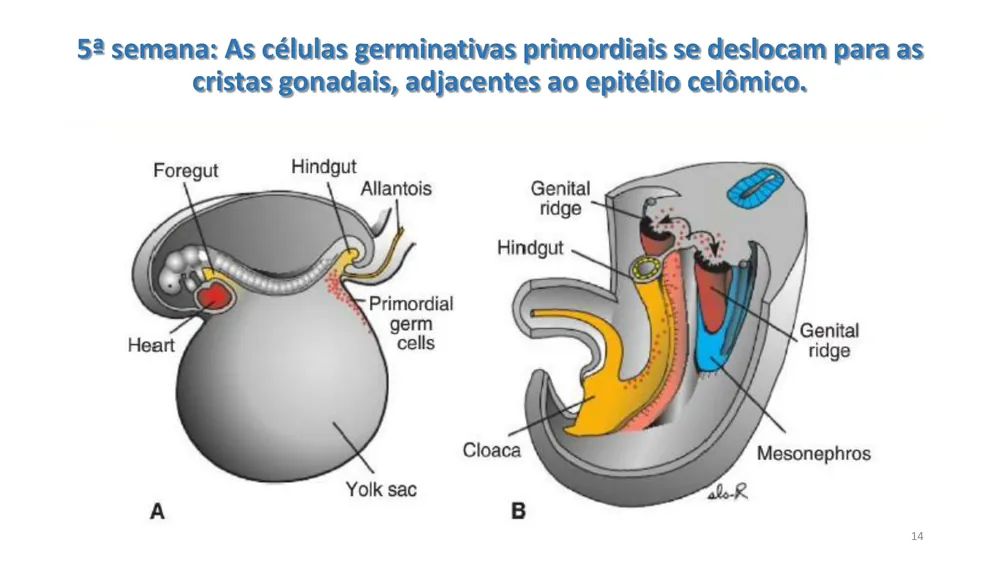 5ª semana: As células germinativas primordiais se deslocam para as
cristas gonadais, adjacentes ao epitélio celômico.
Foregut
Hindgut
Allantois
Heart
Primordial
germ
cells
Yolk sac
A
Genital
ridge
Hindgut
Genital
ridge
Cloaca
Mesonephros
sls-R
B
14